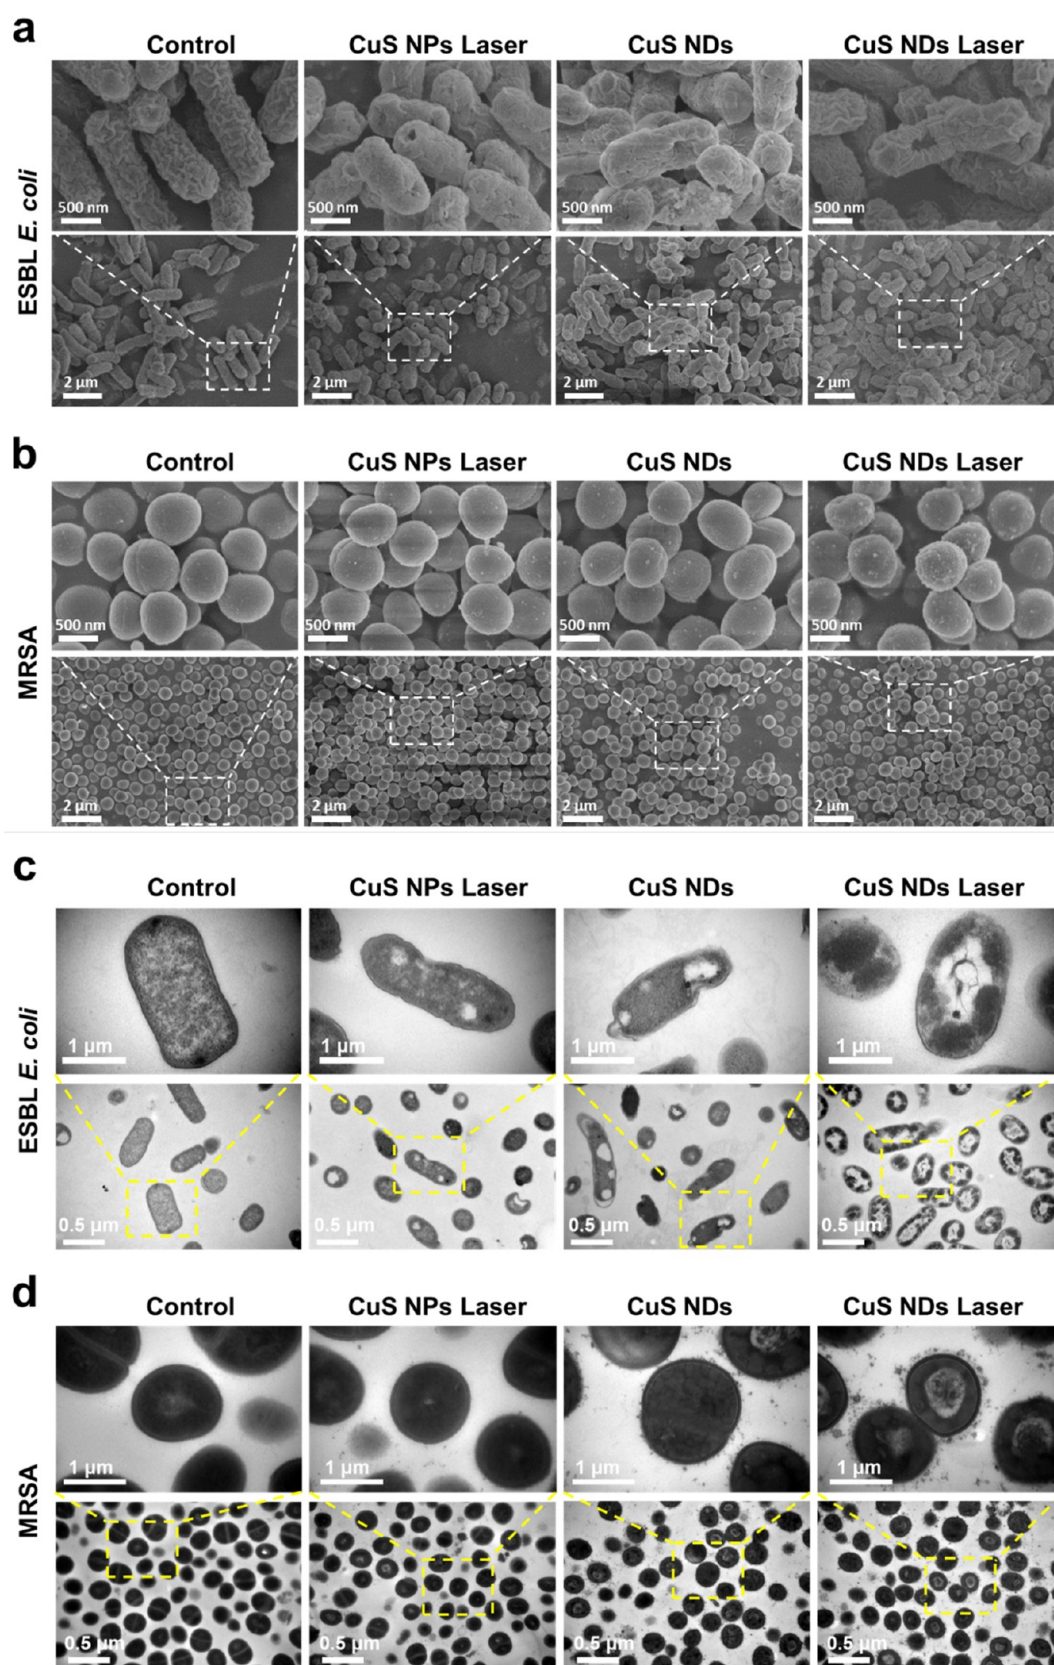 a
Control CuS NPs Laser CuS NDs CuS NDs Laser
ESBL E. coli
500 nm 500 nm 500 nm 500 nm
2 µm 2 µm 2 µm 2 µm
b
Control CuS NPs Laser CuS NDs CuS NDs Laser
MRSA
500 nm 500 nm 500 nm 500 nm
2 µm 2 µm 2 µm 2 µm
c
Control CuS NPs Laser CuS NDs CuS NDs Laser
ESBL E. coli
1 µm 1 µm 1 µm 1 µm
0.5 µm 0.5 µm 0.5 µm 0.5 µm
d
Control CuS NPs Laser CuS NDs CuS NDs Laser
MRSA
1 µm 1 µm 1 µm 1 µm
0.5 µm 0.5 µm 0.5 µm 0.5 µm